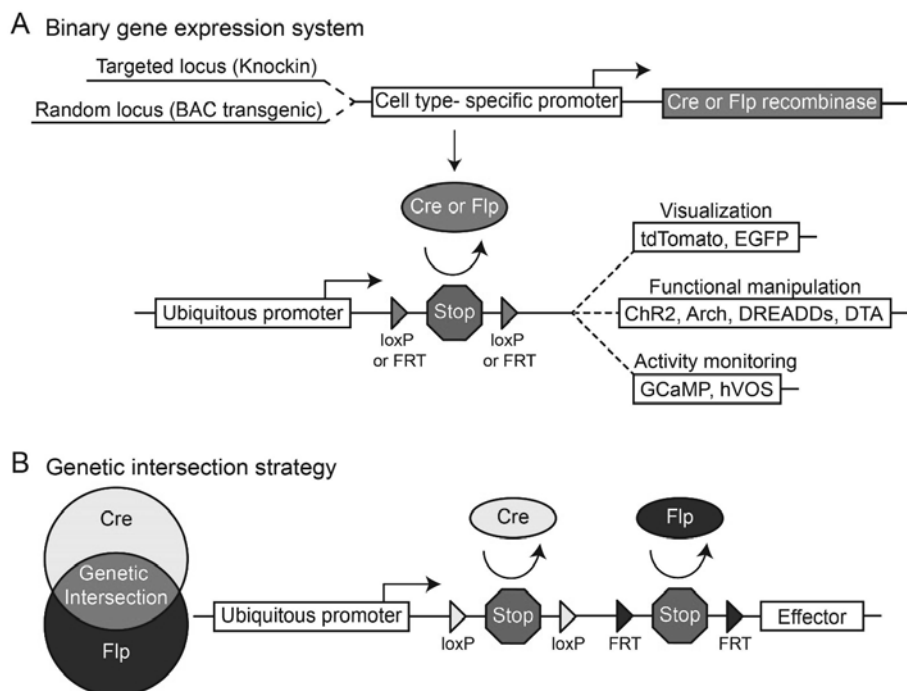 A Binary gene expression system
Targeted locus (Knockin)
Random locus (BAC transgenic)
Cell type- specific promoter
Cre or Flp recombinase
Cre or Flp
Visualization
tdTomato, EGFP
Functional manipulation
Ubiquitous promoter
Stop
ChR2, Arch, DREADDs, DTA
loxP
or FRT
loxP
or FRT
Activity monitoring
GCaMP, hVOS
B Genetic intersection strategy
Cre
Genetic
Intersection
Flp
Cre
Flp
Ubiquitous promoter
Stop
Stop
Effector
loxP
loxP
FRT
FRT